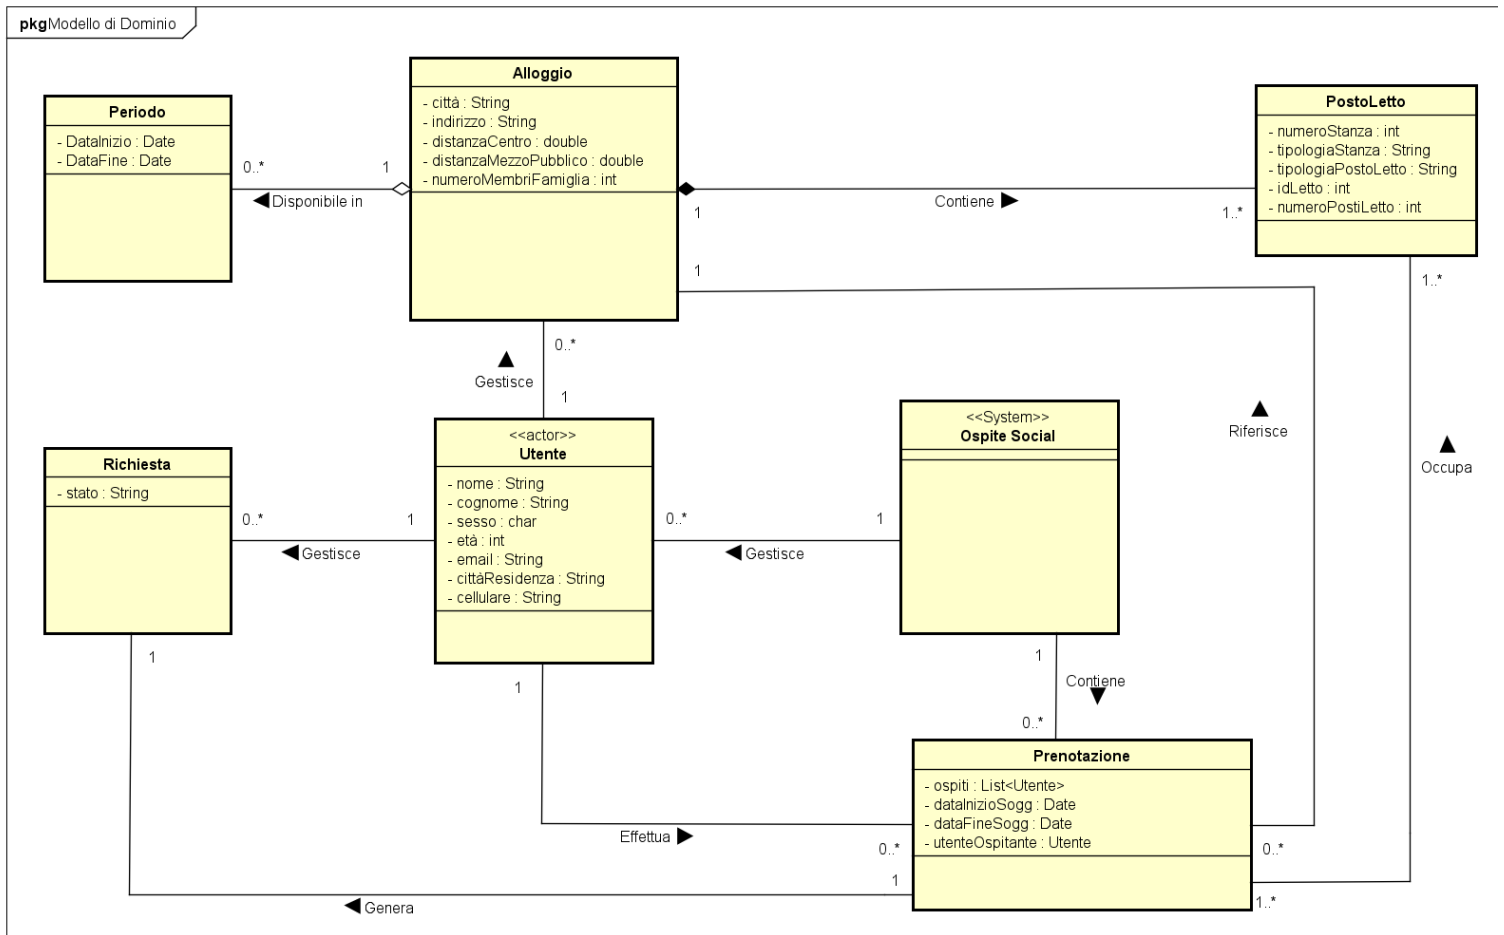 pkg Modello di Dominio
Alloggio
- città : String
- indirizzo : String
- distanzaCentro : double
- distanzaMezzoPubblico : double
- numeroMembriFamiglia : int
Periodo
- DataInizio : Date
- DataFine : Date
PostoLetto
- numeroStanza : int
- tipologiaStanza : String
- tipologiaPostoLetto : String
- idLetto : int
- numeroPostiLetto : int
0..*
1
Disponibile in
1
Contiene
1..*
1
1..*
0..*
Gestisce
1
<<actor>>
Utente
- nome : String
- cognome : String
- sesso : char
- età : int
- email : String
- cittàResidenza : String
- cellulare : String
<<System>>
Ospite Social
Riferisce
Occupa
Richiesta
- stato : String
0..*
1
Gestisce
0..*
1
Gestisce
1
1
1
Contiene
0..*
Prenotazione
- ospiti : List<Utente>
- dataInizioSogg : Date
- dataFineSogg : Date
- utenteOspitante : Utente
Effettua
0..*
0..*
1
1..*
Genera